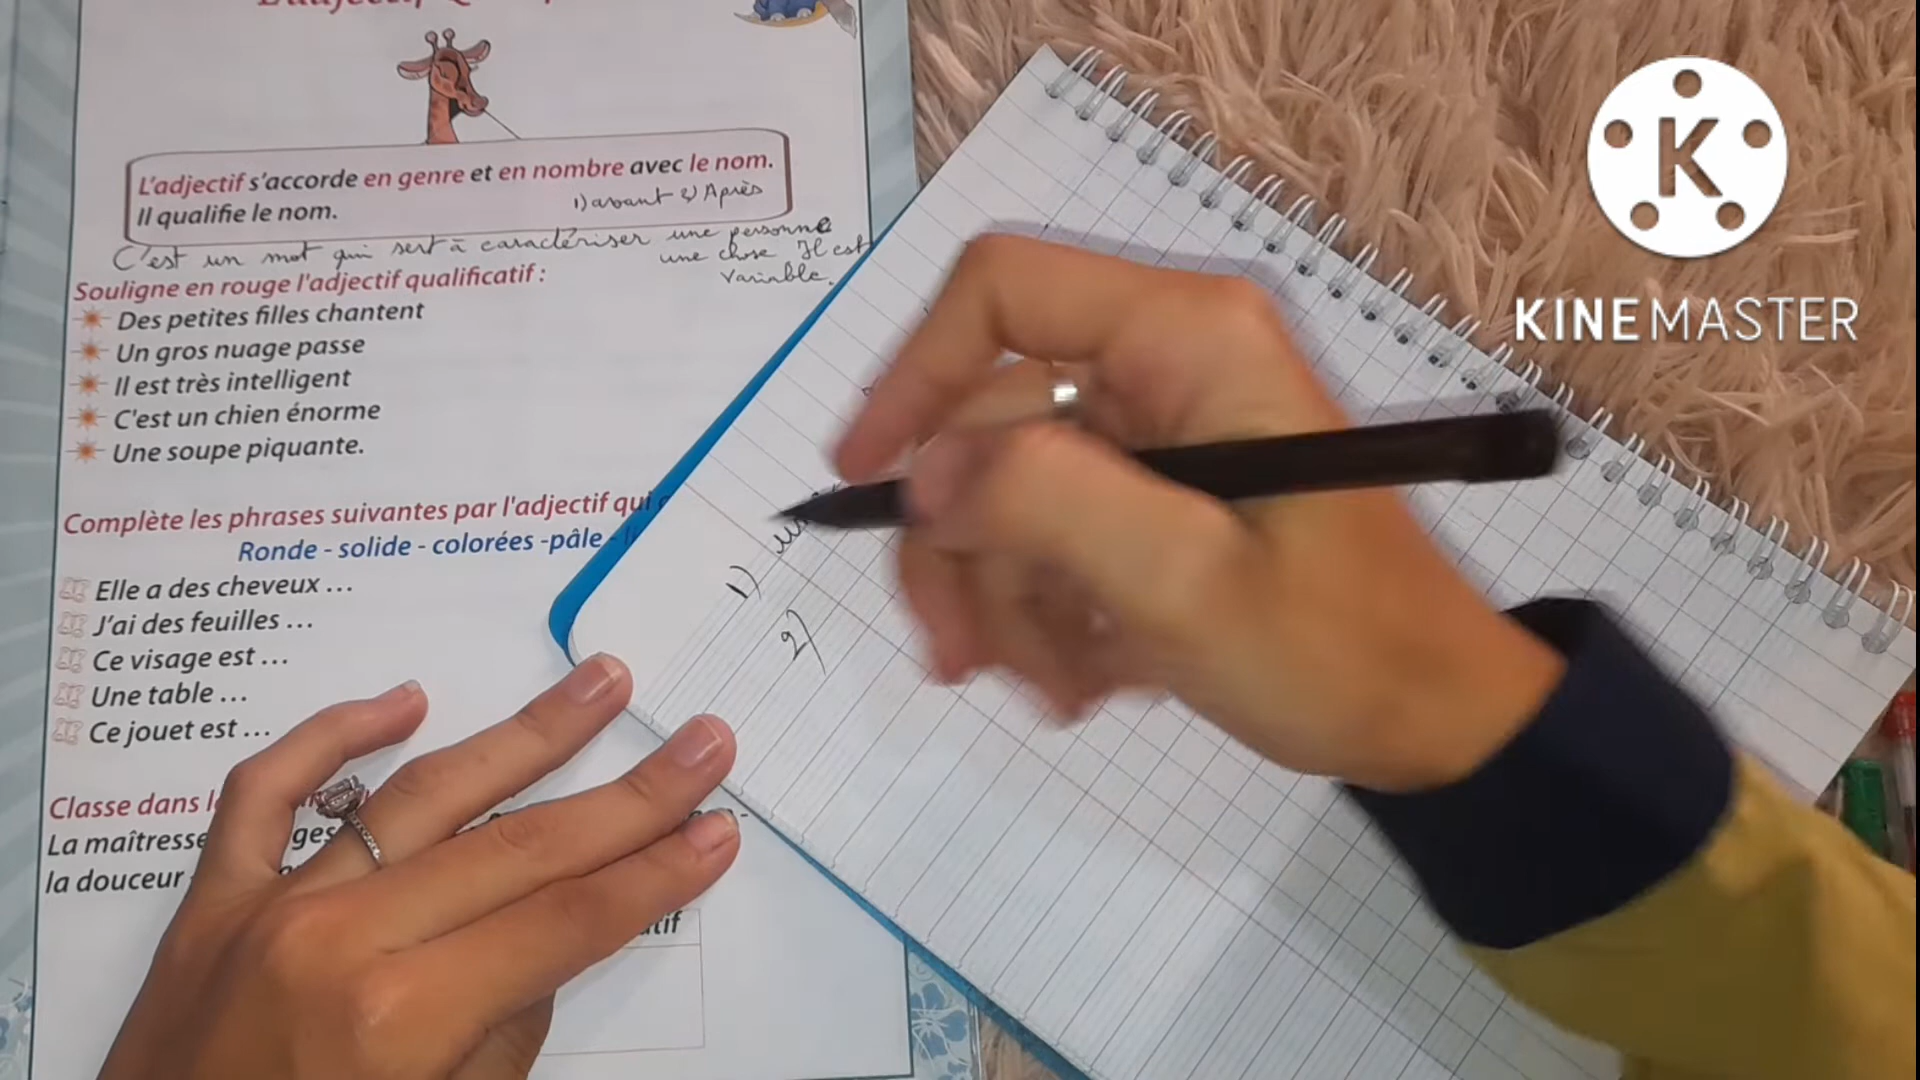 L'adjectif s'accorde en genre et en nombre avec le nom.
Il qualifie le nom.
1) avant 2) Après
C'est un mot qui sert à caractériser une personne
une chose Il est
variable.
Souligne en rouge l'adjectif qualificatif :
Des petites filles chantent
Un gros nuage passe
Il est très intelligent
C'est un chien énorme
Une soupe piquante.
Complète les phrases suivantes par l'adjectif qui
Ronde - solide - colorées -pâle -
Elle a des cheveux ...
J'ai des feuilles ...
Ce visage est ...
Une table ...
Ce jouet est ...
Classe dans
La maîtresse
la douceur
1)
2)
K
KINEMASTER